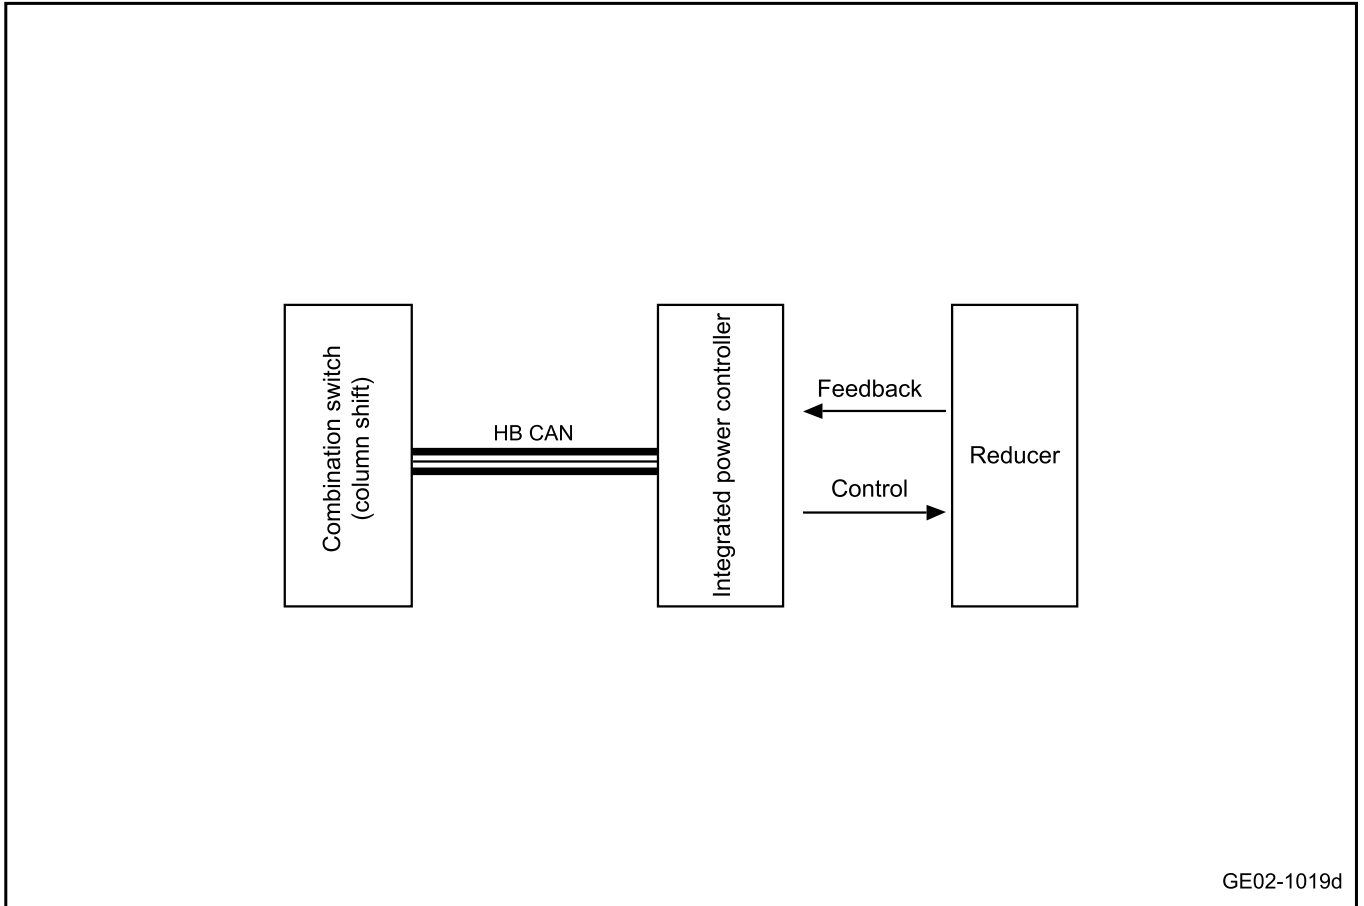 Combination switch
(column shift)
HB CAN
Integrated power controller
Feedback
Control
Reducer
GE02-1019d